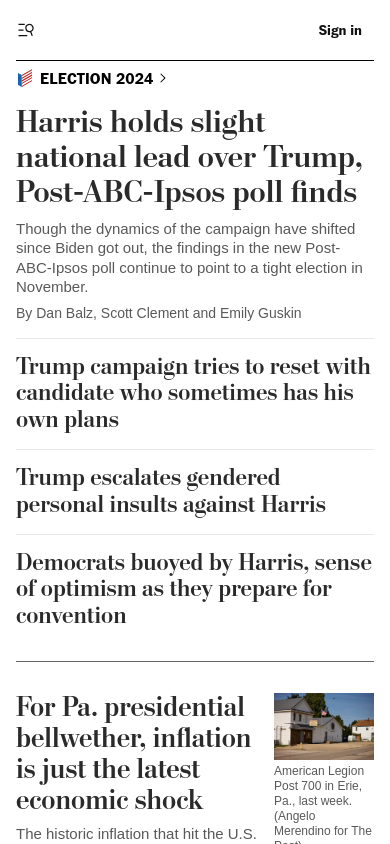 Sign in
ELECTION 2024
Harris holds slight
national lead over Trump,
Post-ABC-Ipsos poll finds
Though the dynamics of the campaign have shifted
since Biden got out, the findings in the new Post-
ABC-Ipsos poll continue to point to a tight election in
November.
By Dan Balz, Scott Clement and Emily Guskin
Trump campaign tries to reset with
candidate who sometimes has his
own plans
Trump escalates gendered
personal insults against Harris
Democrats buoyed by Harris, sense
of optimism as they prepare for
convention
For Pa. presidential
bellwether, inflation
is just the latest
economic shock
The historic inflation that hit the U.S.
American Legion
Post 700 in Erie,
Pa., last week.
(Angelo
Merendino for The
Post)